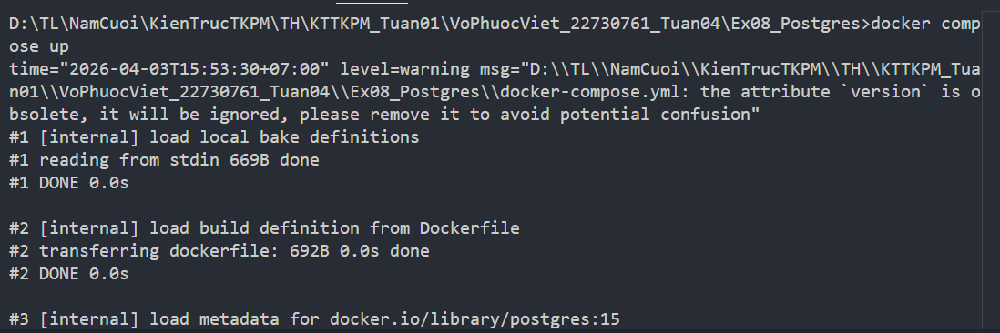 D:\TL\NamCuoi\KienTrucTKPM\TH\KTTKPM_Tuan01\VoPhuocViet_22730761_Tuan04\Ex08_Postgres>docker comp
ose up
time="2026-04-03T15:53:30+07:00" level=warning msg="D:\\TL\\NamCuoi\\KienTrucTKPM\\TH\\KTTKPM_Tua
n01\\VoPhuocViet_22730761_Tuan04\\Ex08_Postgres\\docker-compose.yml: the attribute `version` is o
bsolete, it will be ignored, please remove it to avoid potential confusion"
#1 [internal] load local bake definitions
#1 reading from stdin 669B done
#1 DONE 0.0s

#2 [internal] load build definition from Dockerfile
#2 transferring dockerfile: 692B 0.0s done
#2 DONE 0.0s

#3 [internal] load metadata for docker.io/library/postgres:15